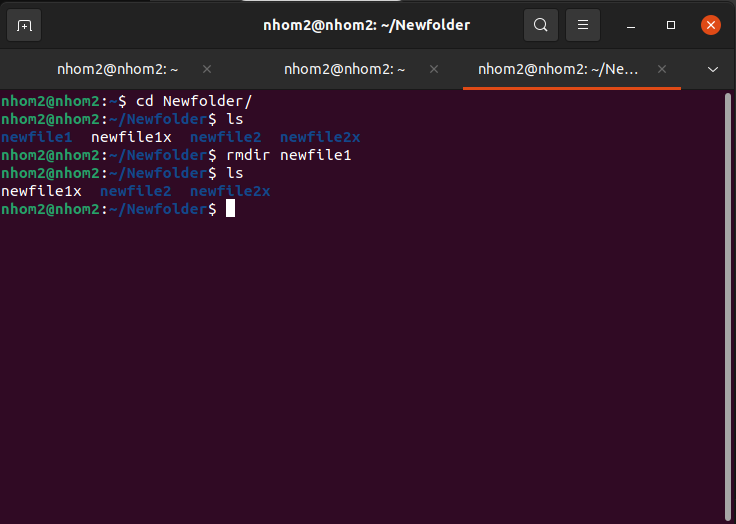 nhom2@nhom2: ~/Newfolder
nhom2@nhom2: ~
nhom2@nhom2: ~
nhom2@nhom2: ~/Ne...
nhom2@nhom2:~$ cd Newfolder/
nhom2@nhom2:~/Newfolder$ ls
newfile1  newfile1x  newfile2  newfile2x
nhom2@nhom2:~/Newfolder$ rmdir newfile1
nhom2@nhom2:~/Newfolder$ ls
newfile1x  newfile2  newfile2x
nhom2@nhom2:~/Newfolder$